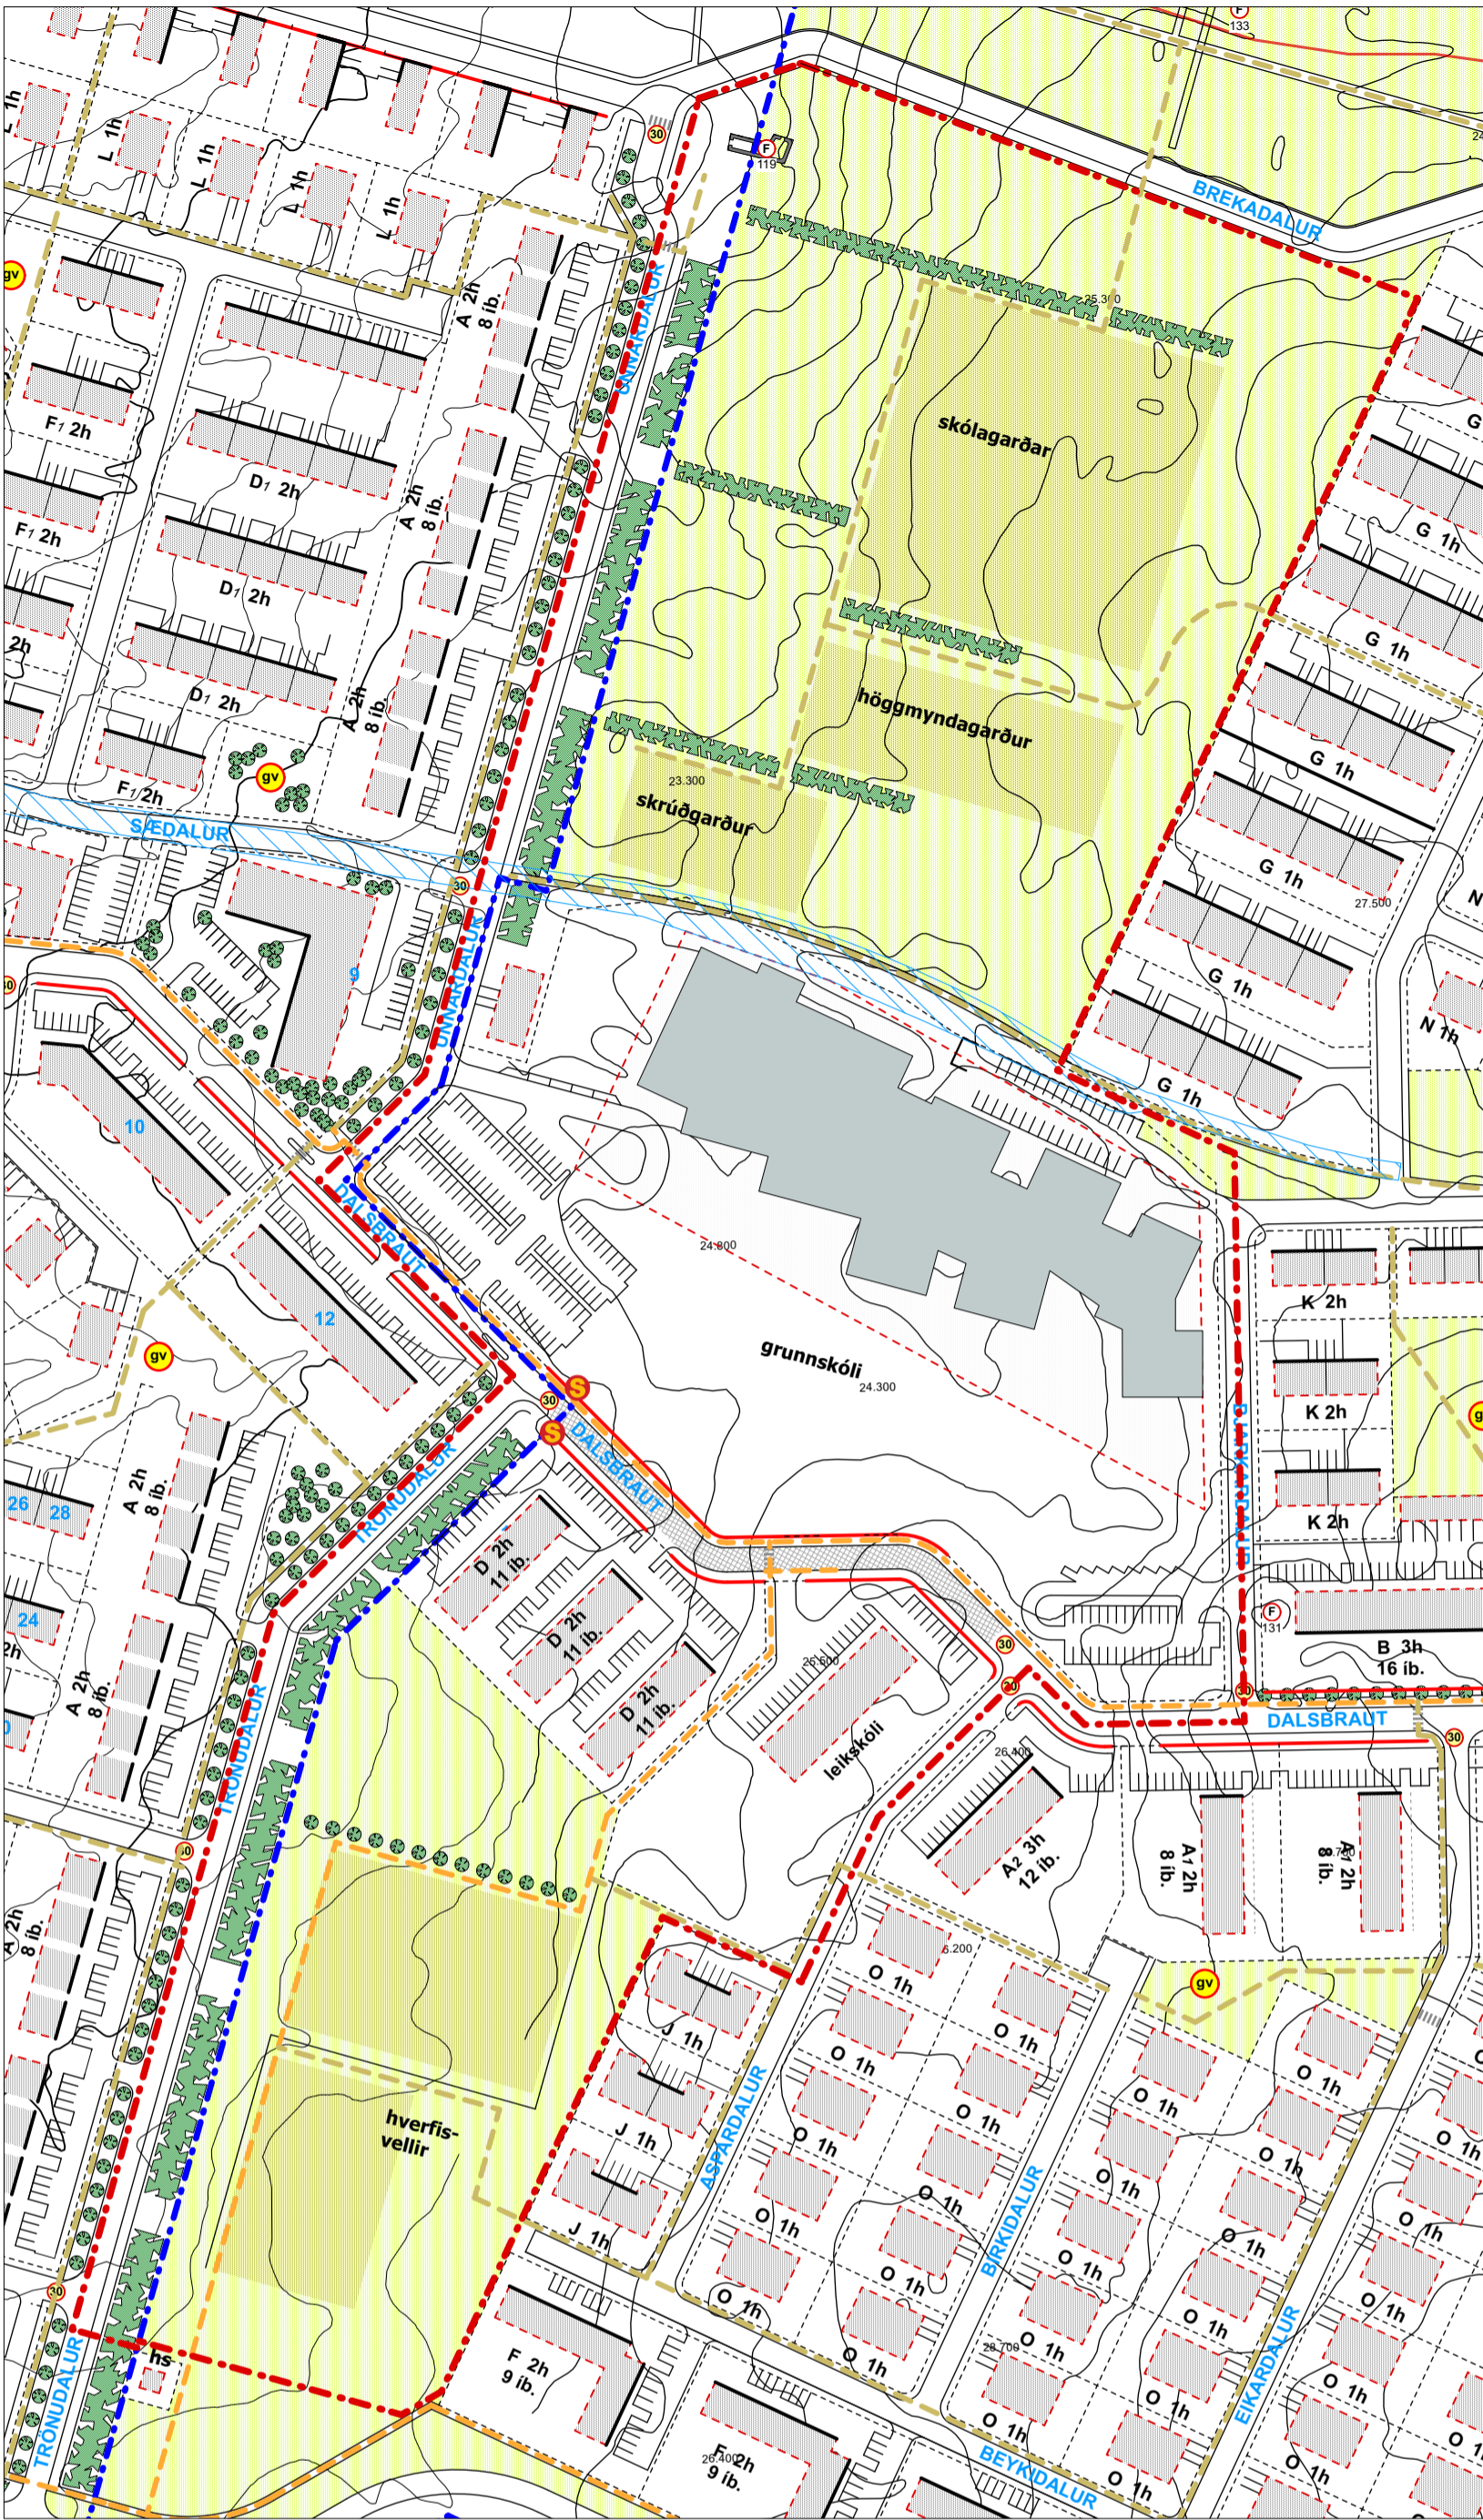 F
133
L 1h
L 1h
L 1h
L 1h
30
F
119
BREKADALUR
gv
A 2h
8 íb.
UNNARDALUR
25.300
skólagarðar
F1 2h
D1 2h
A 2h
8 íb.
G 1h
F1 2h
D1 2h
2h
D1 2h
A 2h
8 íb.
G 1h
höggmyndagarður
G 1h
gv
F1 2h
23.300
skrúðgarður
SÆDALUR
30
G 1h
27.500
N
9
UNNARDALUR
G 1h
N 1h
G 1h
10
DALSBRAUT
24.800
12
K 2h
gv
grunnskóli
24.300
S
30
S
K 2h
BJARKARDALUR
DALSBRAUT
TRÖNUDALUR
26
28
A 2h
8 íb.
K 2h
D 2h
11 íb.
24
2h
D 2h
11 íb.
F
131
B 3h
16 íb.
25.500
30
D 2h
11 íb.
A 2h
8 íb.
TRÖNUDALUR
30
30
DALSBRAUT
30
leikskóli
26.400
A2 3h
12 íb.
A1 2h
8 íb.
A1 2h
8 íb.
30
A 2h
8 íb.
O 1h
gv
J 1h
O 1h
O 1h
O 1h
O 1h
O 1h
hverfis-
vellir
J 1h
O 1h
O 1h
O 1h
O 1h
O 1h
ASPARDALUR
J 1h
O 1h
O 1h
BIRKIDALUR
O 1h
O 1h
O 1h
O 1h
O 1h
O 1h
O 1h
O 1h
30
hs
TRÖNUDALUR
F 2h
9 íb.
O 1h
28.700
O 1h
O 1h
O 1h
EIKARDALUR
26.400
F 2h
9 íb.
O 1h
O 1h
O 1h
BEYKIDALUR
O 1h